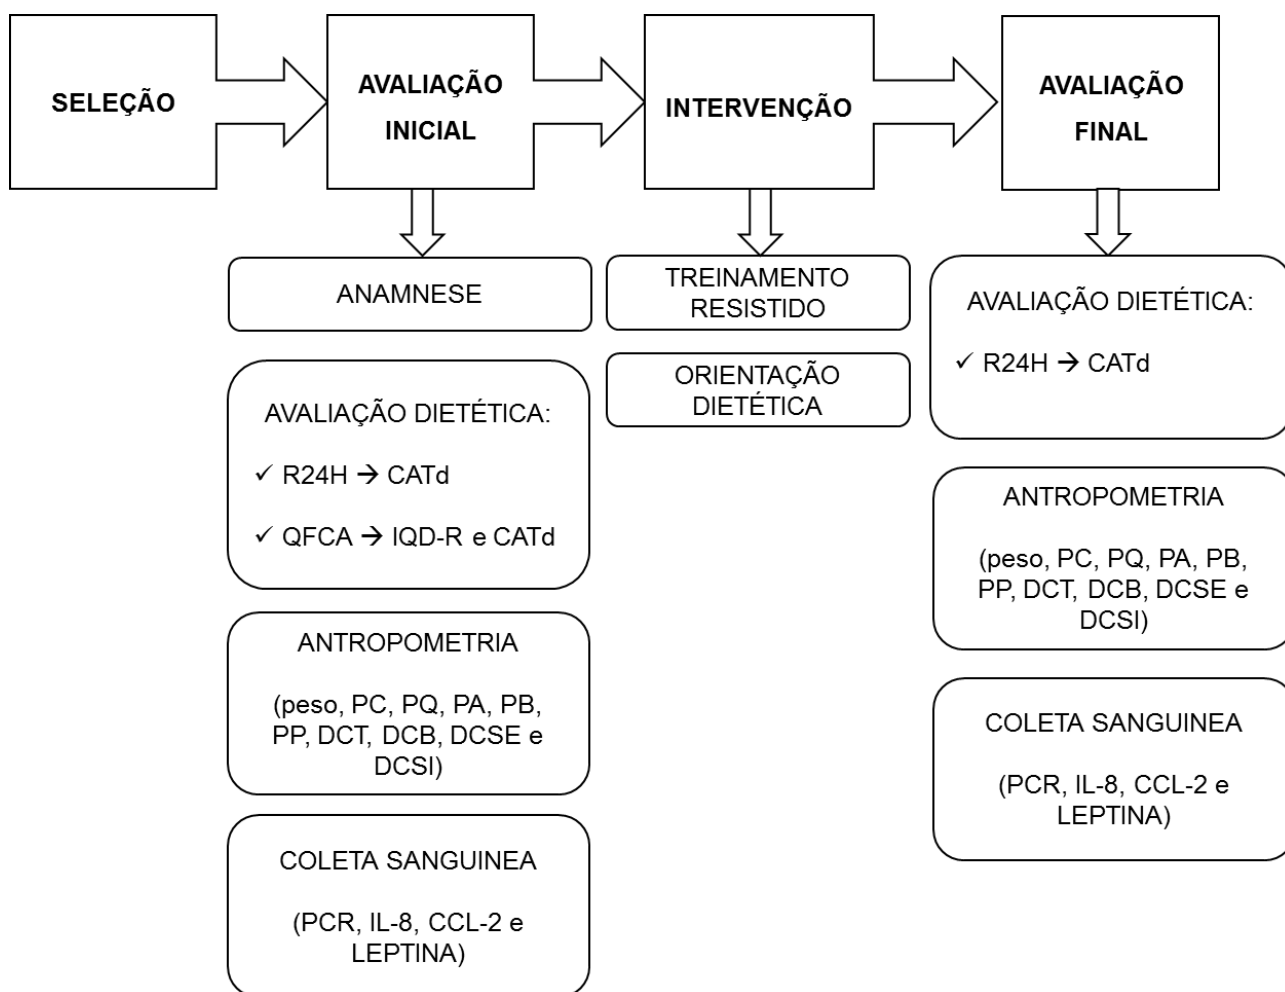 SELEÇÃO
AVALIAÇÃO
INICIAL
INTERVENÇÃO
AVALIAÇÃO
FINAL
ANAMNESE
AVALIAÇÃO DIETÉTICA:
✓ R24H → CATd
✓ QFCA → IQD-R e CATd
ANTROPOMETRIA
(peso, PC, PQ, PA, PB,
PP, DCT, DCB, DCSE e
DCSI)
COLETA SANGUINEA
(PCR, IL-8, CCL-2 e
LEPTINA)
TREINAMENTO
RESISTIDO
ORIENTAÇÃO
DIETÉTICA
AVALIAÇÃO DIETÉTICA:
✓ R24H → CATd
ANTROPOMETRIA
(peso, PC, PQ, PA, PB,
PP, DCT, DCB, DCSE e
DCSI)
COLETA SANGUINEA
(PCR, IL-8, CCL-2 e
LEPTINA)